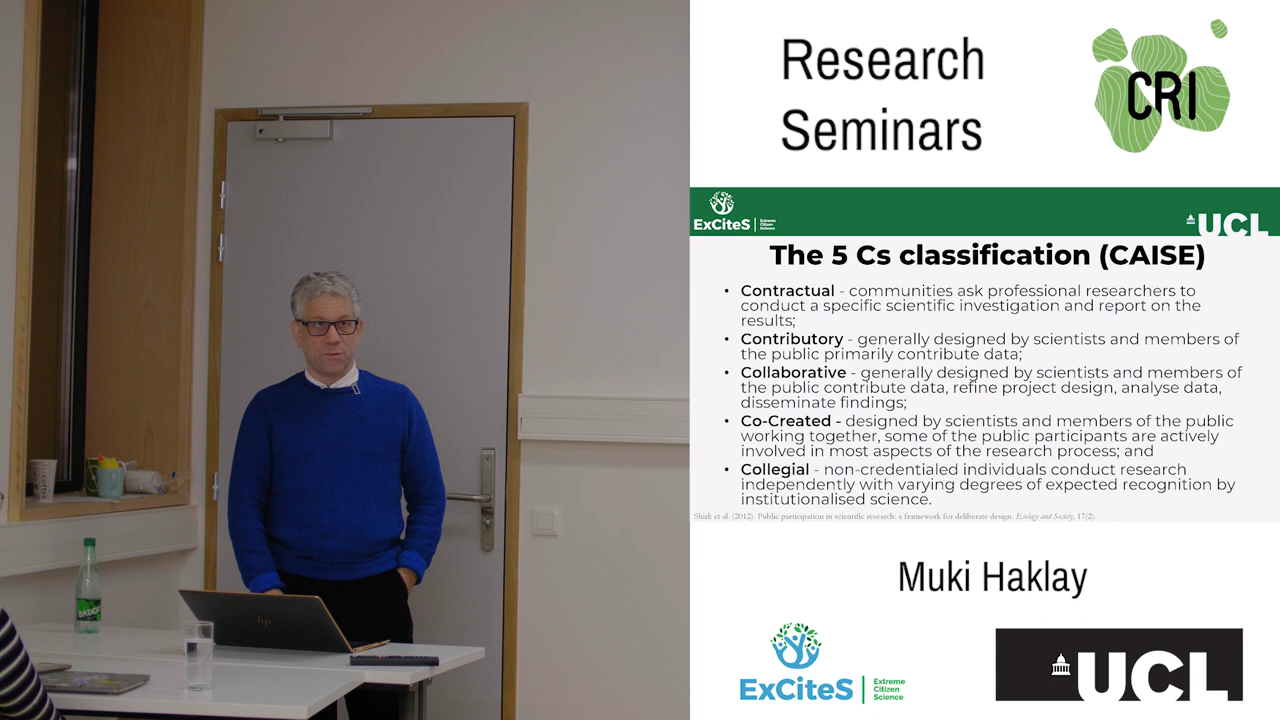 Research
Seminars
CRI
ExCiteS
Extreme
Citizen
Science
UCL
The 5 Cs classification (CAISE)
• Contractual - communities ask professional researchers to
conduct a specific scientific investigation and report on the
results;
• Contributory - generally designed by scientists and members of
the public primarily contribute data;
• Collaborative - generally designed by scientists and members of
the public contribute data, refine project design, analyse data,
disseminate findings;
• Co-Created - designed by scientists and members of the public
working together, some of the public participants are actively
involved in most aspects of the research process; and
• Collegial - non-credentialed individuals conduct research
independently with varying degrees of expected recognition by
institutionalised science.
Shirk et al. (2012). Public participation in scientific research: a framework for deliberate design. Ecology and Society, 17(2).
Muki Haklay
ExCiteS
Extreme
Citizen
Science
UCL
hp